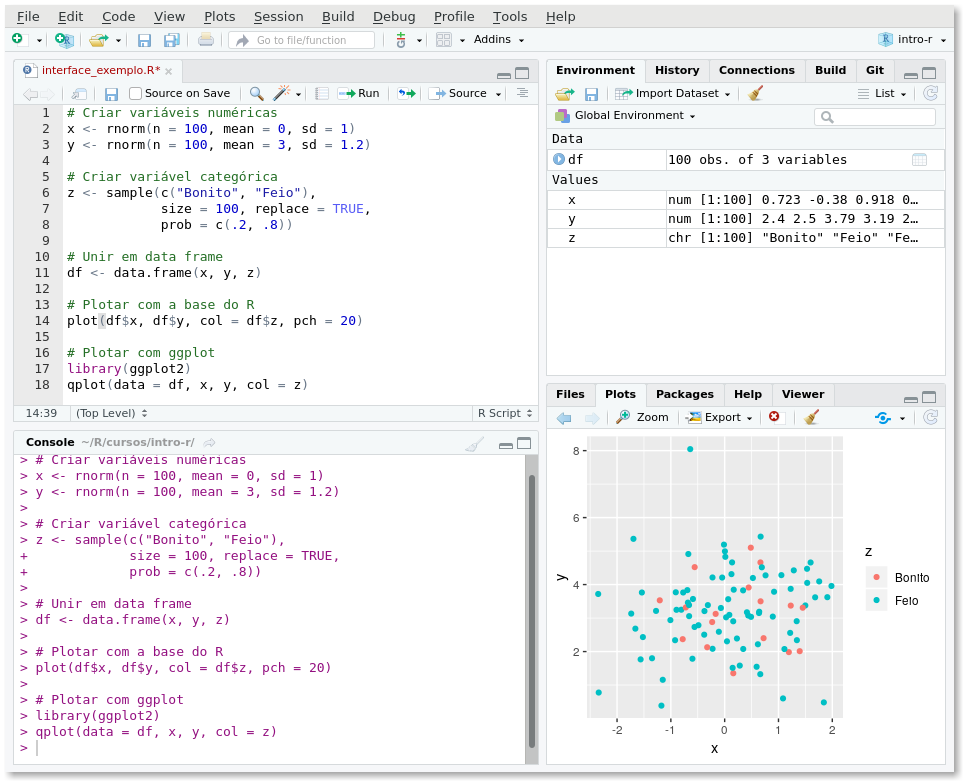 File Edit Code View Plots Session Build Debug Profile Tools Help
Go to file/function Addins intro-r
interface_exemplo.R*
Source on Save Run Source
1 # Criar variáveis numéricas
2 x <- rnorm(n = 100, mean = 0, sd = 1)
3 y <- rnorm(n = 100, mean = 3, sd = 1.2)
4
5 # Criar variável categórica
6 z <- sample(c("Bonito", "Feio"),
7             size = 100, replace = TRUE,
8             prob = c(.2, .8))
9
10 # Unir em data frame
11 df <- data.frame(x, y, z)
12
13 # Plotar com a base do R
14 plot(df$x, df$y, col = df$z, pch = 20)
15
16 # Plotar com ggplot
17 library(ggplot2)
18 qplot(data = df, x, y, col = z)
14:39 (Top Level) R Script
Console ~/R/cursos/intro-r/
> # Criar variáveis numéricas
> x <- rnorm(n = 100, mean = 0, sd = 1)
> y <- rnorm(n = 100, mean = 3, sd = 1.2)
>
> # Criar variável categórica
> z <- sample(c("Bonito", "Feio"),
+             size = 100, replace = TRUE,
+             prob = c(.2, .8))
>
> # Unir em data frame
> df <- data.frame(x, y, z)
>
> # Plotar com a base do R
> plot(df$x, df$y, col = df$z, pch = 20)
>
> # Plotar com ggplot
> library(ggplot2)
> qplot(data = df, x, y, col = z)
>
Environment History Connections Build Git
Import Dataset List
Global Environment
Data
df 100 obs. of 3 variables
Values
x num [1:100] 0.723 -0.38 0.918 0…
y num [1:100] 2.4 2.5 3.79 3.19 2…
z chr [1:100] "Bonito" "Feio" "Fe…
Files Plots Packages Help Viewer
Zoom Export
8
6
4
2
y
-2 -1 0 1 2
x
z
Bonito
Feio